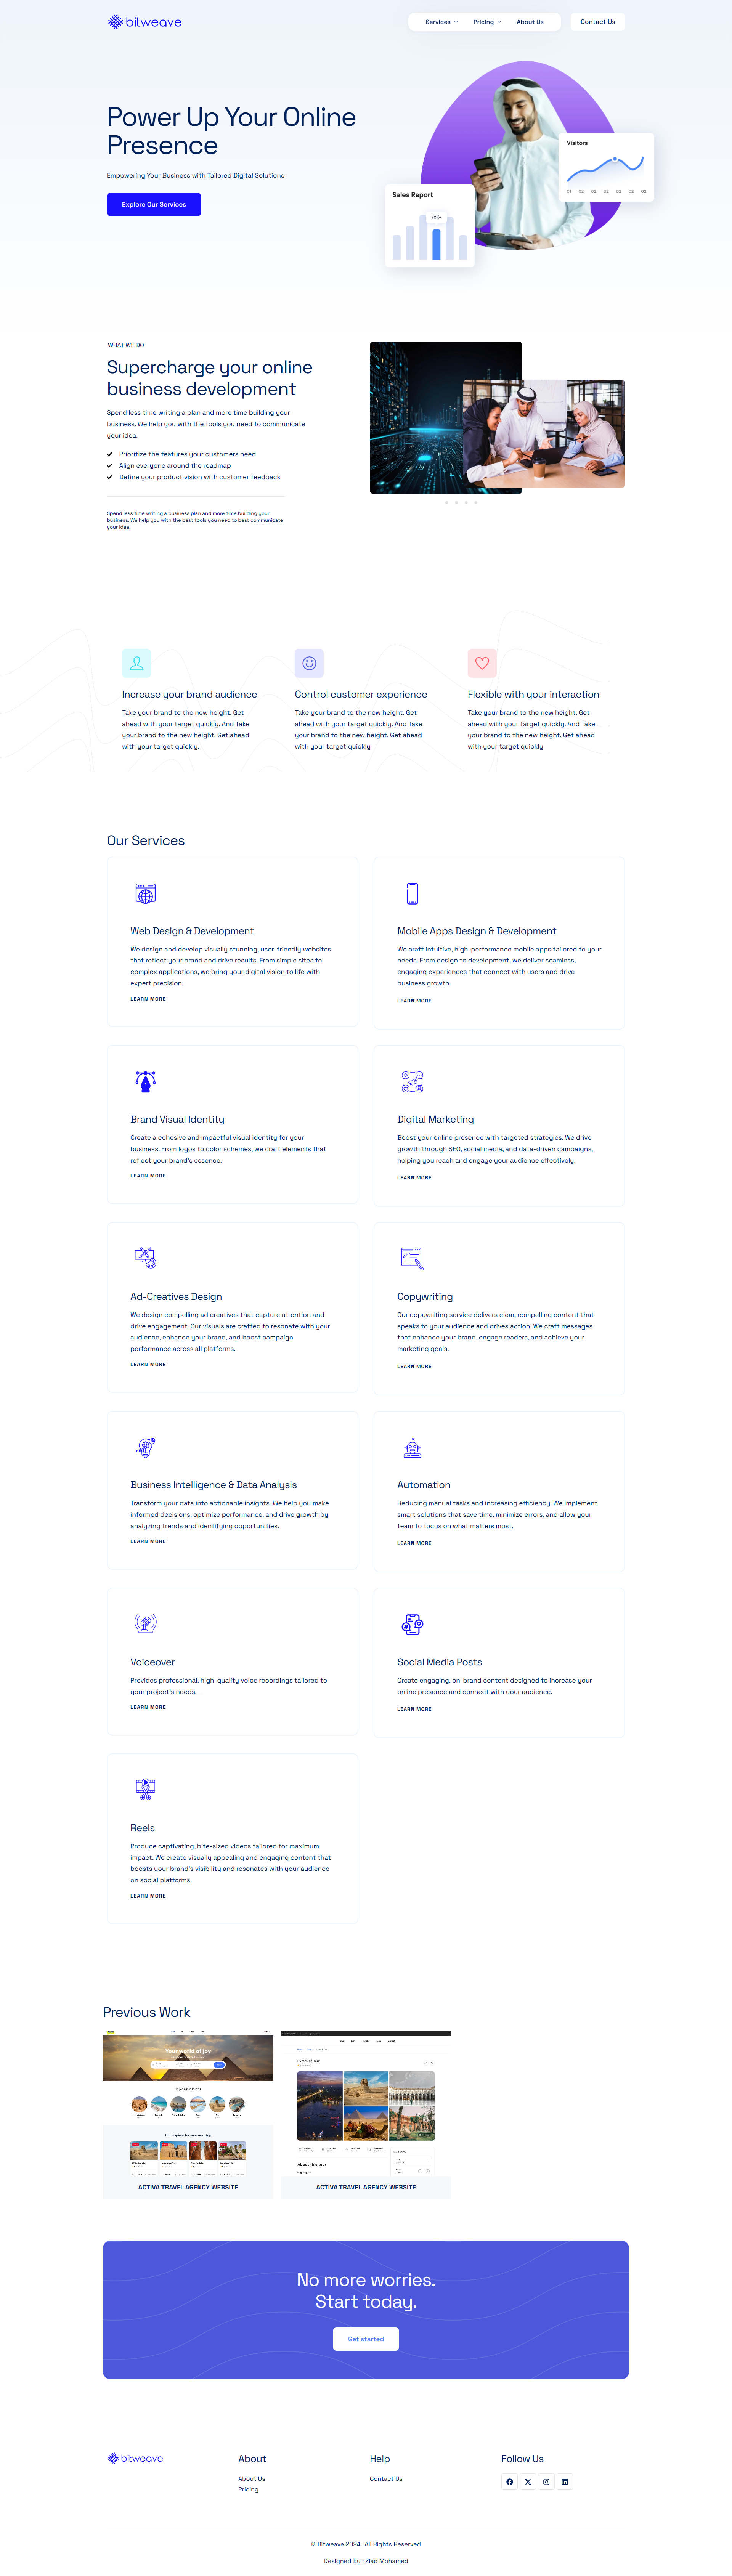 bitweave
Services
Pricing
About Us
Contact Us
Power Up Your Online
Presence
Empowering Your Business with Tailored Digital Solutions
Explore Our Services
Visitors
01 02 02 02 02 02 03
Sales Report
20K+
WHAT WE DO
Supercharge your online
business development
Spend less time writing a plan and more time building your
business. We help you with the tools you need to communicate
your idea.
Prioritize the features your customers need
Align everyone around the roadmap
Define your product vision with customer feedback
Spend less time writing a business plan and more time building your
business. We help you with the best tools you need to best communicate
your idea.
Increase your brand audience
Take your brand to the new height. Get
ahead with your target quickly. And Take
your brand to the new height. Get ahead
with your target quickly.
Control customer experience
Take your brand to the new height. Get
ahead with your target quickly. And Take
your brand to the new height. Get ahead
with your target quickly
Flexible with your interaction
Take your brand to the new height. Get
ahead with your target quickly. And Take
your brand to the new height. Get ahead
with your target quickly
Our Services
Web Design & Development
We design and develop visually stunning, user-friendly websites
that reflect your brand and drive results. From simple sites to
complex applications, we bring your digital vision to life with
expert precision.
LEARN MORE
Mobile Apps Design & Development
We craft intuitive, high-performance mobile apps tailored to your
needs. From design to development, we deliver seamless,
engaging experiences that connect with users and drive
business growth.
LEARN MORE
Brand Visual Identity
Create a cohesive and impactful visual identity for your
business. From logos to color schemes, we craft elements that
reflect your brand's essence.
LEARN MORE
Digital Marketing
Boost your online presence with targeted strategies. We drive
growth through SEO, social media, and data-driven campaigns,
helping you reach and engage your audience effectively.
LEARN MORE
Ad-Creatives Design
We design compelling ad creatives that capture attention and
drive engagement. Our visuals are crafted to resonate with your
audience, enhance your brand, and boost campaign
performance across all platforms.
LEARN MORE
Copywriting
Our copywriting service delivers clear, compelling content that
speaks to your audience and drives action. We craft messages
that enhance your brand, engage readers, and achieve your
marketing goals.
LEARN MORE
Business Intelligence & Data Analysis
Transform your data into actionable insights. We help you make
informed decisions, optimize performance, and drive growth by
analyzing trends and identifying opportunities.
LEARN MORE
Automation
Reducing manual tasks and increasing efficiency. We implement
smart solutions that save time, minimize errors, and allow your
team to focus on what matters most.
LEARN MORE
Voiceover
Provides professional, high-quality voice recordings tailored to
your project's needs.
LEARN MORE
Social Media Posts
Create engaging, on-brand content designed to increase your
online presence and connect with your audience.
LEARN MORE
Reels
Produce captivating, bite-sized videos tailored for maximum
impact. We create visually appealing and engaging content that
boosts your brand's visibility and resonates with your audience
on social platforms.
LEARN MORE
Previous Work
Your world of joy
Top destinations
Get inspired for your next trip
ACTIVA TRAVEL AGENCY WEBSITE
Pyramids Tour
About this tour
Highlights
ACTIVA TRAVEL AGENCY WEBSITE
No more worries.
Start today.
Get started
bitweave
About
About Us
Pricing
Help
Contact Us
Follow Us
© Bitweave 2024 . All Rights Reserved
Designed By : Ziad Mohamed